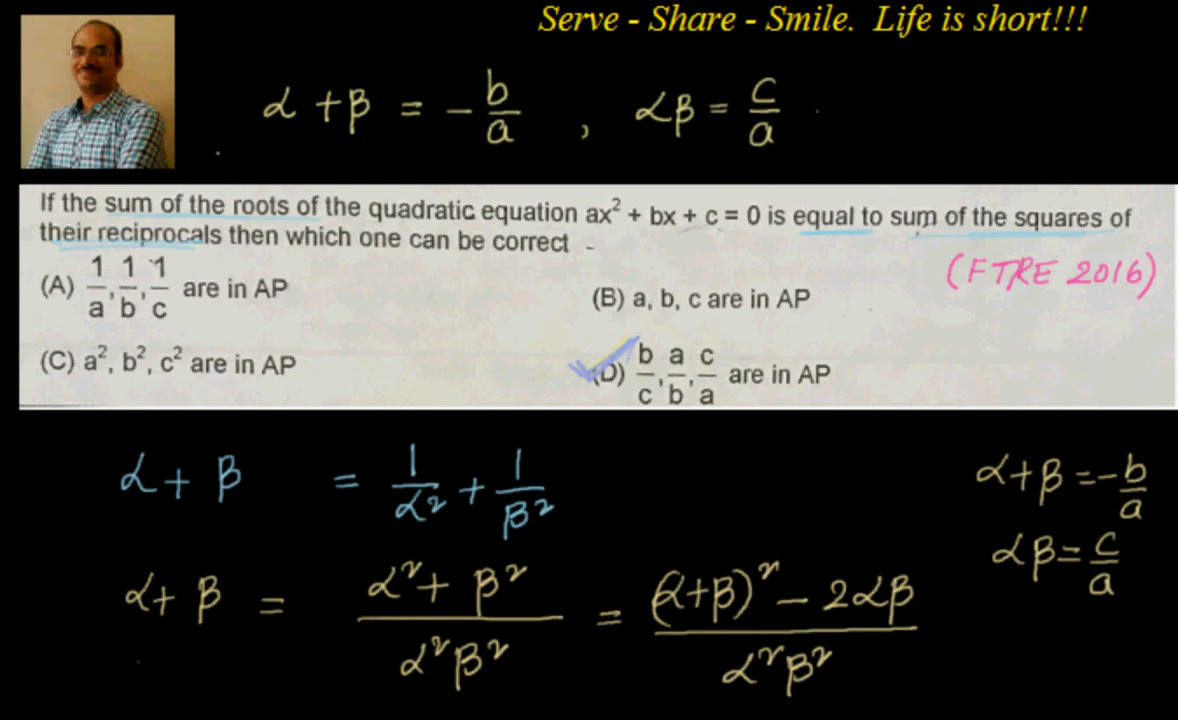 Serve - Share - Smile. Life is short!!!
α + β = - b/a , αβ = c/a
If the sum of the roots of the quadratic equation ax² + bx + c = 0 is equal to sum of the squares of
their reciprocals then which one can be correct -
(FTRE 2016)
(A) 1/a, 1/b, 1/c are in AP
(B) a, b, c are in AP
(C) a², b², c² are in AP
(D) b/c, a/b, c/a are in AP
α + β = 1/α² + 1/β²
α + β = -b/a
αβ = c/a
α + β = (α² + β²)/(α²β²) = ((α+β)² - 2αβ)/(α²β²)